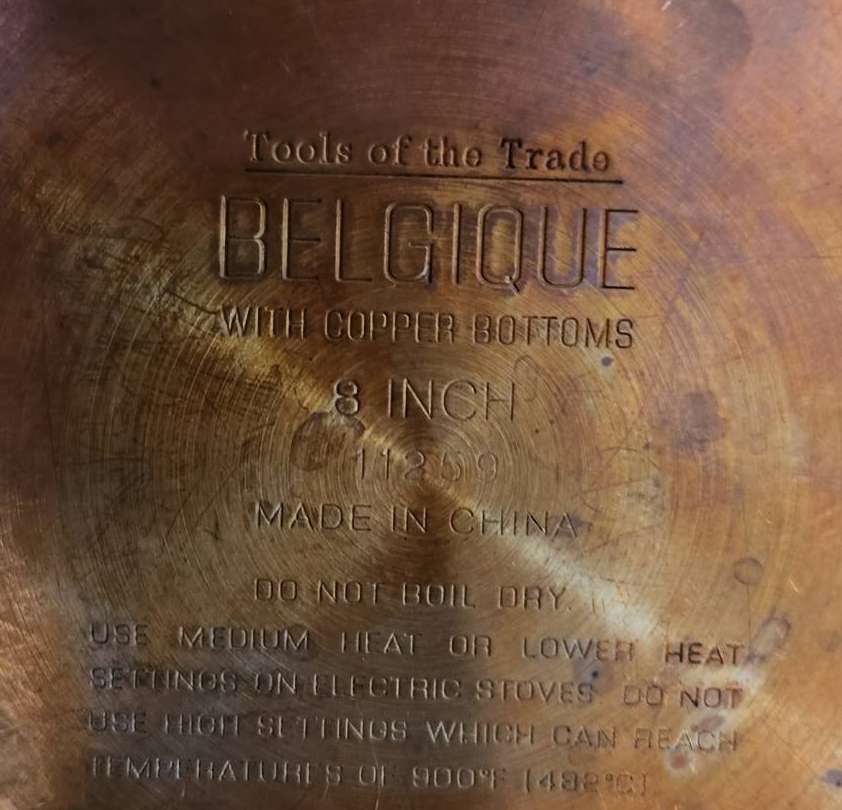 Tools of the Trade
BELGIQUE
WITH COPPER BOTTOMS
8 INCH
11259
MADE IN CHINA
DO NOT BOIL DRY.
USE MEDIUM HEAT OR LOWER HEAT
SETTINGS ON ELECTRIC STOVES. DO NOT
USE HIGH SETTINGS WHICH CAN REACH
TEMPERATURES OF 900°F (482°C).